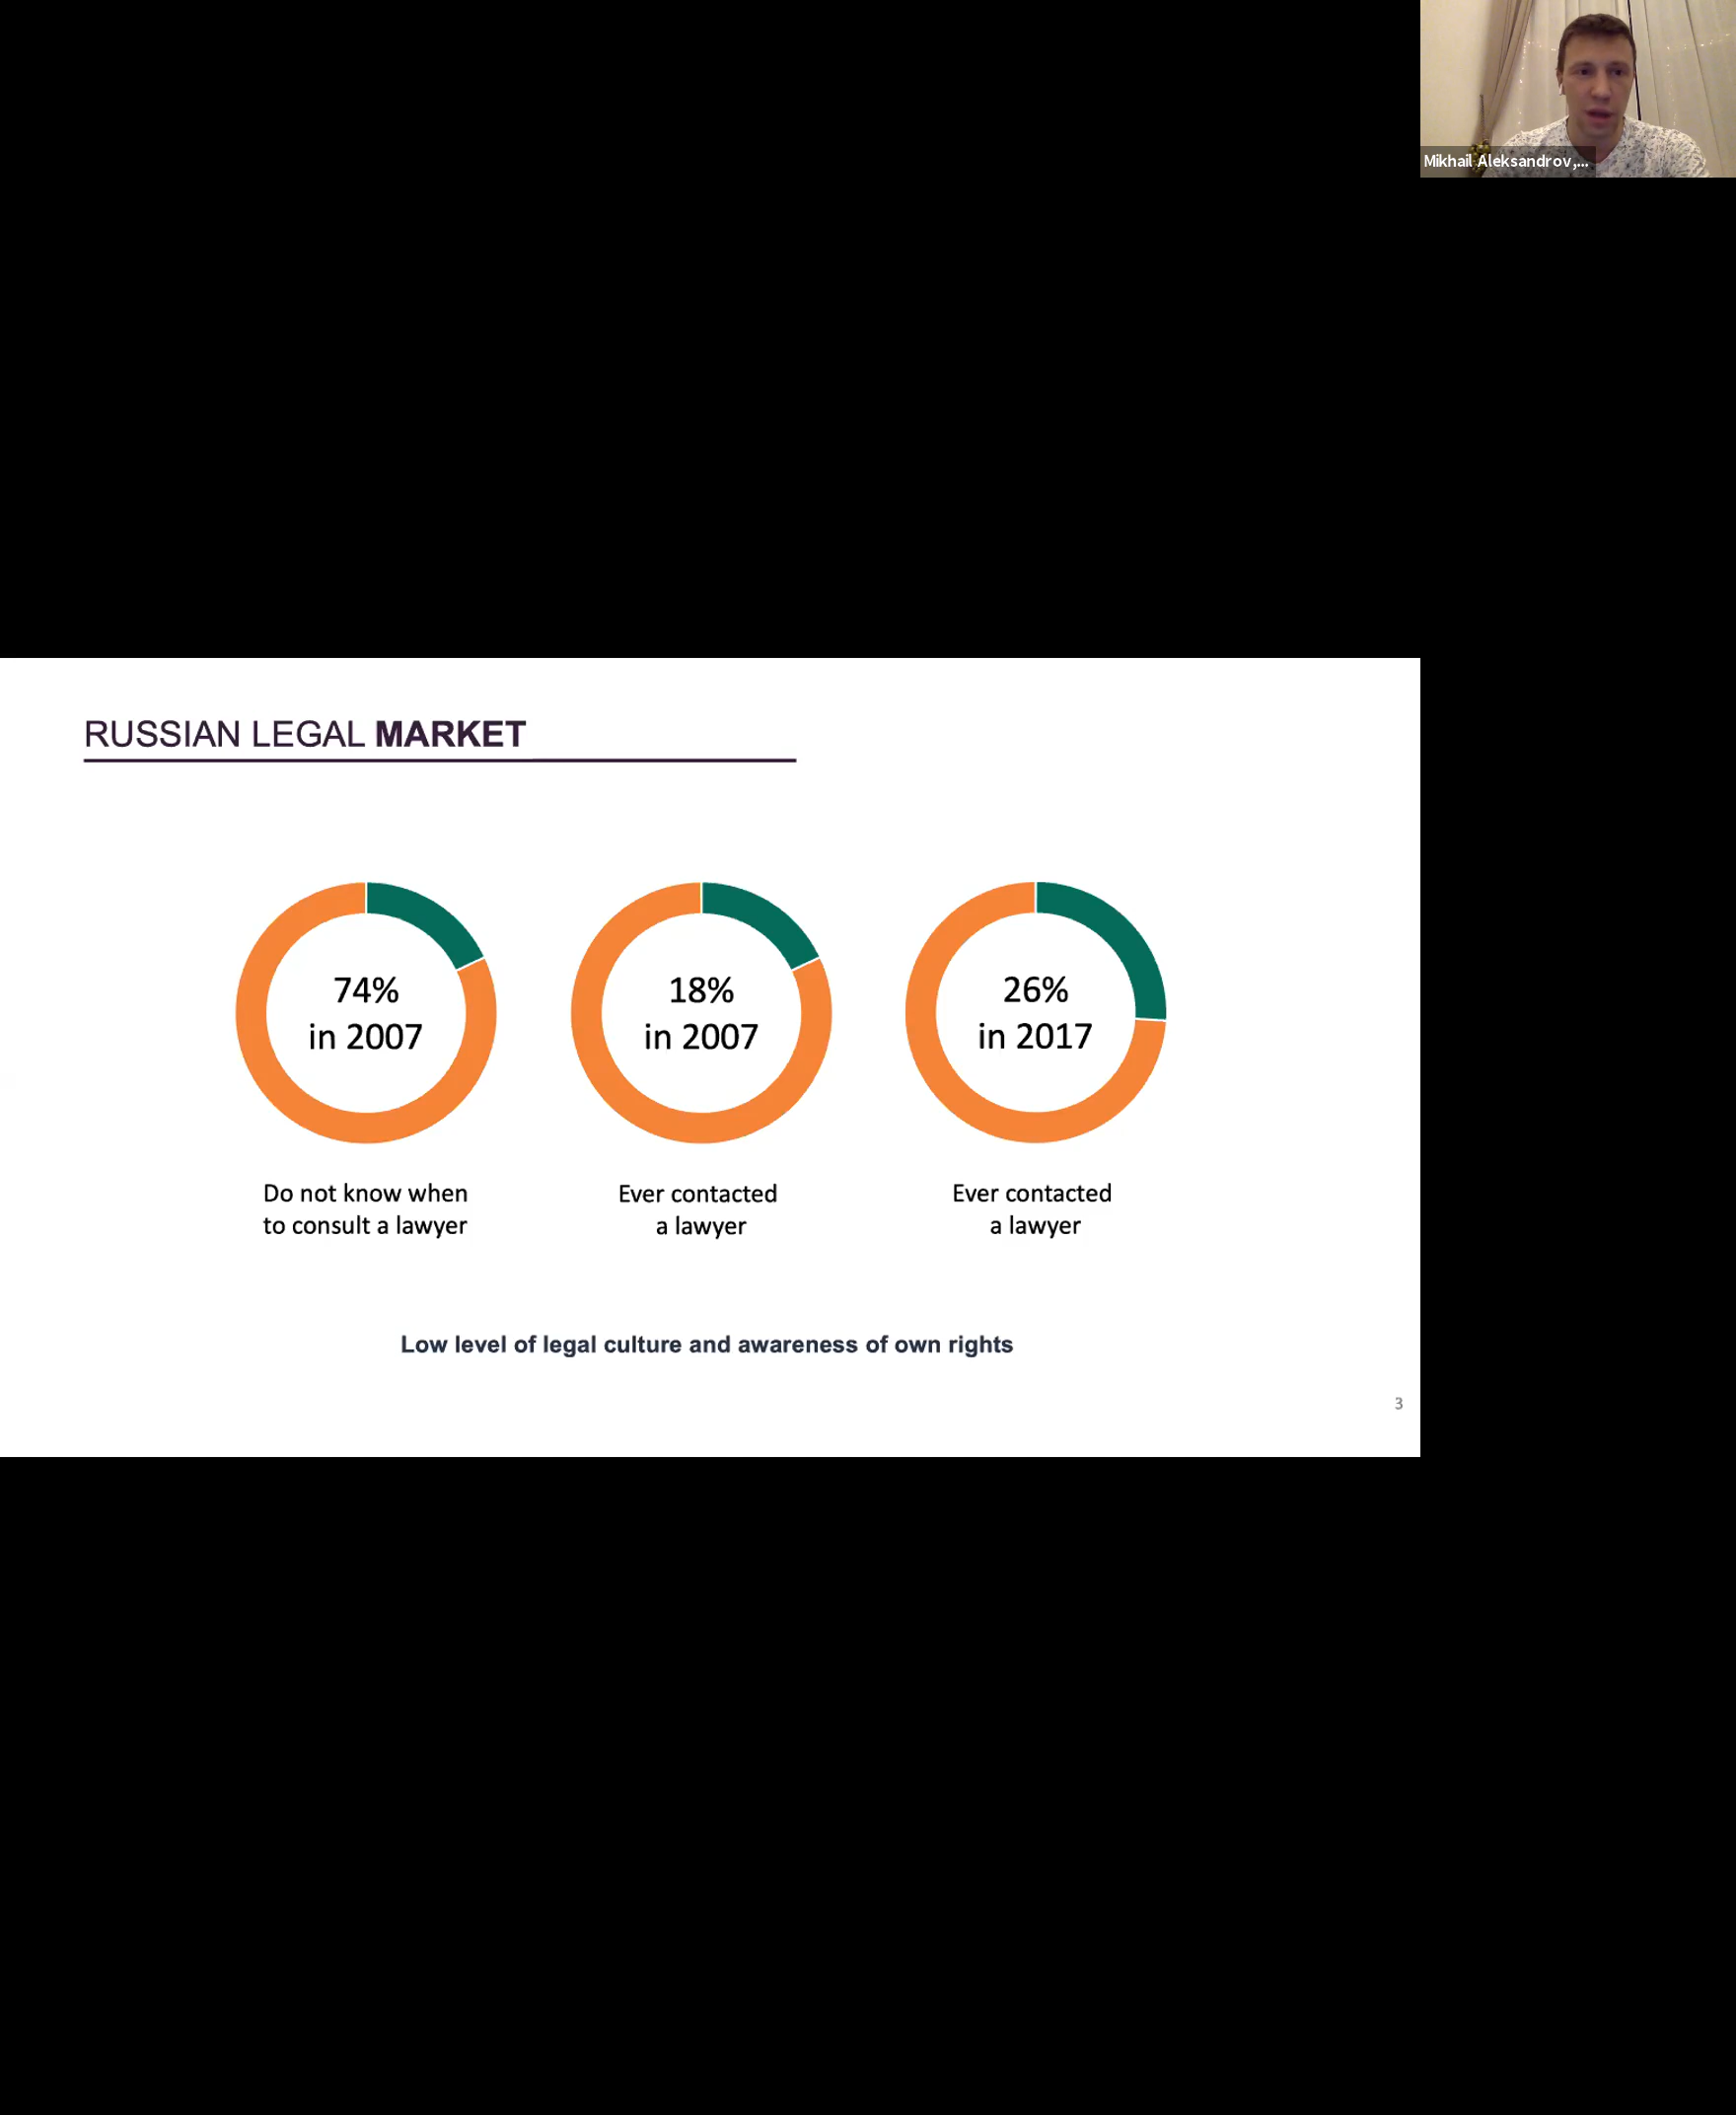 Mikhail Aleksandrov,...
RUSSIAN LEGAL MARKET
74%
in 2007
18%
in 2007
26%
in 2017
Do not know when
to consult a lawyer
Ever contacted
a lawyer
Ever contacted
a lawyer
Low level of legal culture and awareness of own rights
3